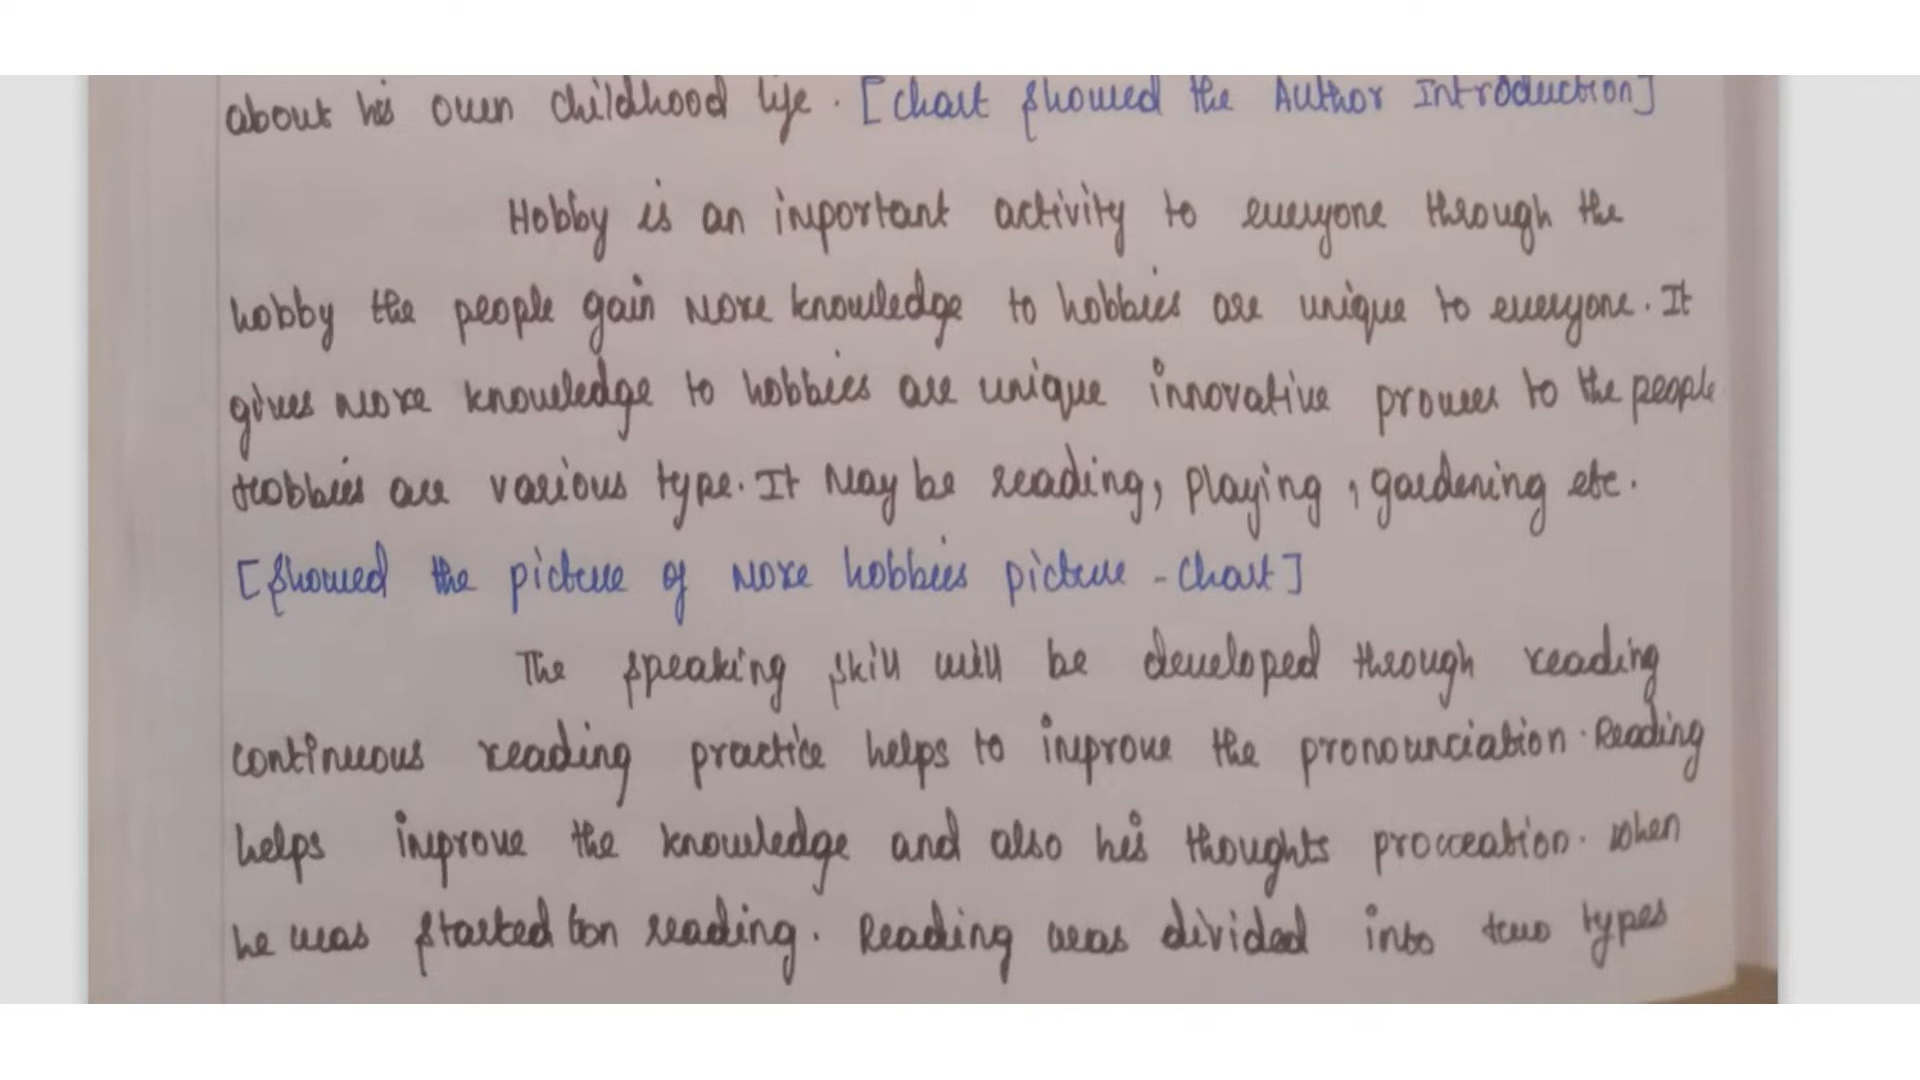 about his own childhood life. [chart showed the Author Introduction]
Hobby is an important activity to everyone through the
hobby the people gain more knowledge to hobbies are unique to everyone. It
gives more knowledge to hobbies are unique innovative to the people
Hobbies are various type. It may be reading, playing, gardening etc.
[showed the picture of more hobbies picture - chart]
The speaking skill will be developed through reading
continuous reading practice helps to improve the pronounciation. Reading
helps improve the knowledge and also his thoughts. When
he was started reading. Reading was divided into two types